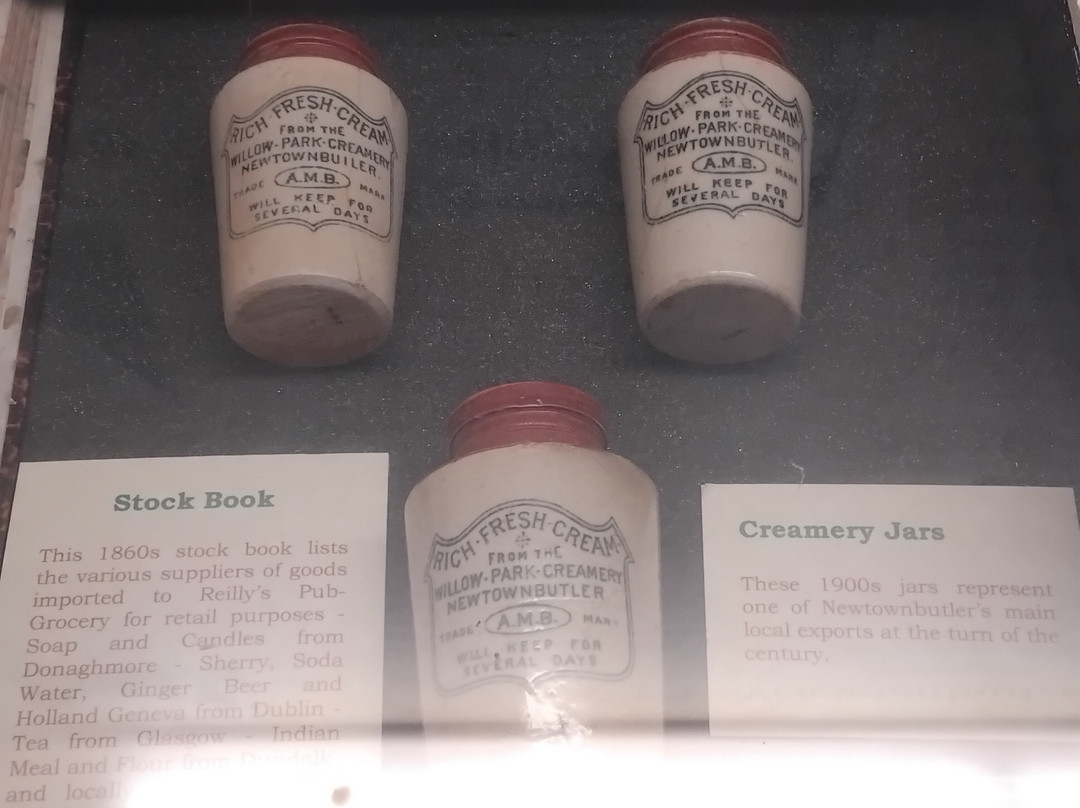 RICH·FRESH·CREAM
FROM THE
WILLOW·PARK·CREAMERY
NEWTOWNBUTLER.
TRADE A.M.B. MARK
WILL KEEP FOR
SEVERAL DAYS
RICH·FRESH·CREAM
FROM THE
WILLOW·PARK·CREAMERY
NEWTOWNBUTLER.
TRADE A.M.B. MARK
WILL KEEP FOR
SEVERAL DAYS
RICH·FRESH·CREAM
FROM THE
WILLOW·PARK·CREAMERY
NEWTOWNBUTLER
TRADE A.M.B. MARK
WILL KEEP FOR
SEVERAL DAYS
Stock Book
This 1860s stock book lists
the various suppliers of goods
imported to Reilly's Pub-
Grocery for retail purposes -
Soap and Candles from
Donaghmore - Sherry, Soda
Water, Ginger Beer and
Holland Geneva from Dublin -
Tea from Glasgow - Indian
Meal and Flour from Dundalk
and locally
Creamery Jars
These 1900s jars represent
one of Newtownbutler's main
local exports at the turn of the
century.